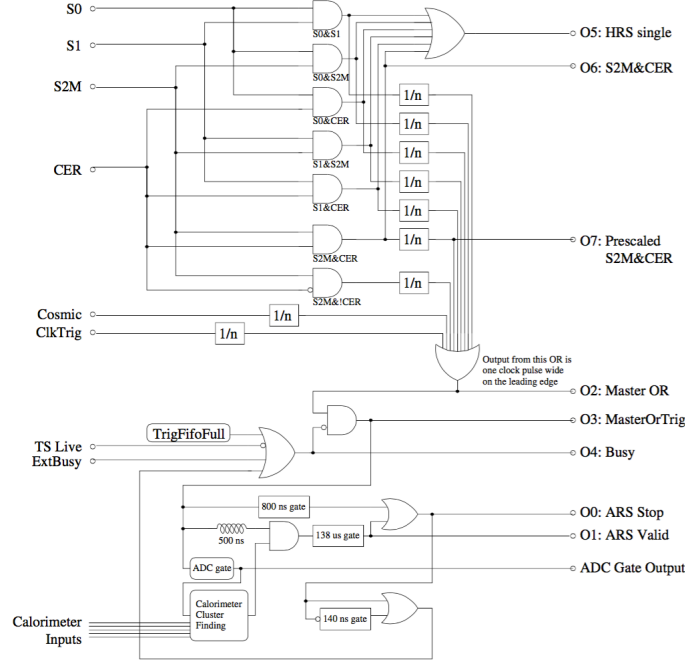 S0
S0&S1
O5: HRS single
S1
S0&S2M
O6: S2M&CER
S2M
1/n
S0&CER
1/n
1/n
CER
S1&S2M
1/n
S1&CER
1/n
1/n
O7: Prescaled
S2M&CER
S2M&CER
1/n
S2M&!CER
Cosmic
1/n
ClkTrig
1/n
Output from this OR is
one clock pulse wide
on the leading edge
O2: Master OR
O3: MasterOrTrig
TrigFifoFull
TS Live
ExtBusy
O4: Busy
800 ns gate
O0: ARS Stop
500 ns
138 us gate
O1: ARS Valid
ADC gate
ADC Gate Output
Calorimeter
Cluster
Finding
140 ns gate
Calorimeter
Inputs